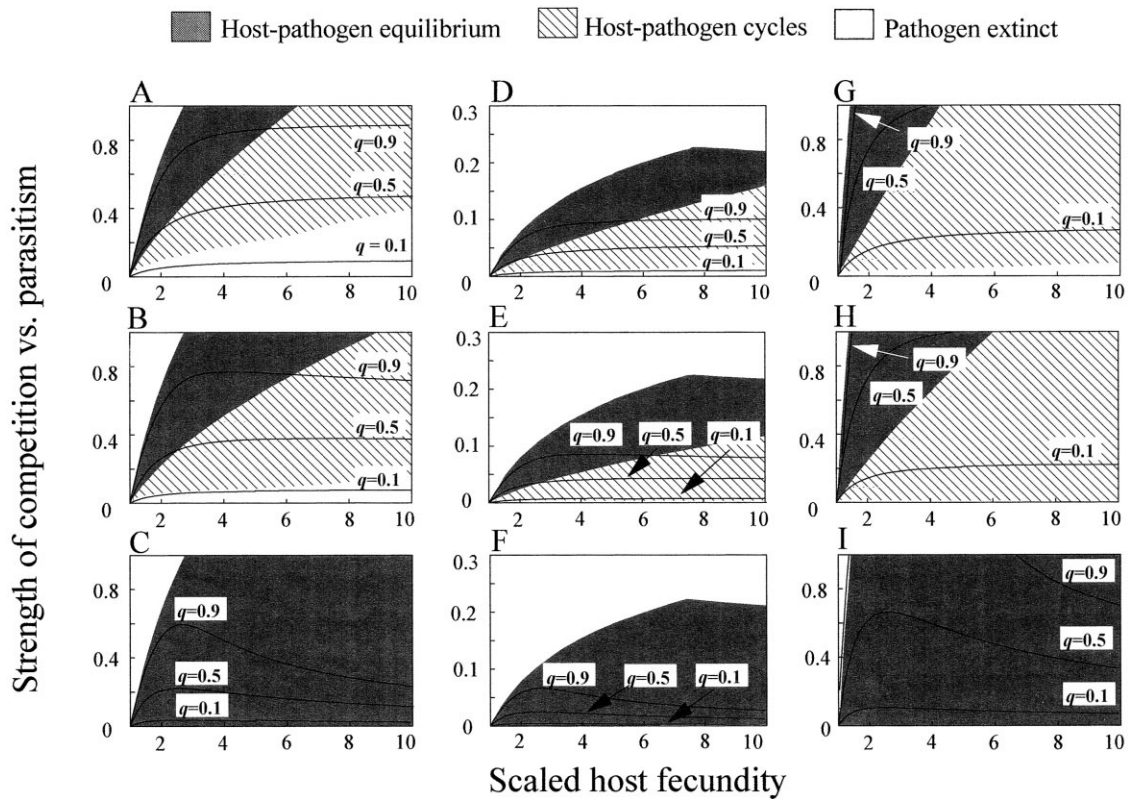 Host-pathogen equilibrium Host-pathogen cycles Pathogen extinct
Strength of competition vs. parasitism
A
0.8
0.4
0
2 4 6 8 10
q=0.9
q=0.5
q = 0.1
D
0.3
0.2
0.1
0
2 4 6 8 10
q=0.9
q=0.5
q=0.1
G
0.8
0.4
0
2 4 6 8 10
q=0.9
q=0.5
q=0.1
B
0.8
0.4
0
2 4 6 8 10
q=0.9
q=0.5
q=0.1
E
0.3
0.2
0.1
0
2 4 6 8 10
q=0.9 q=0.5 q=0.1
H
0.8
0.4
0
2 4 6 8 10
q=0.9
q=0.5
q=0.1
C
0.8
0.4
0
2 4 6 8 10
q=0.9
q=0.5
q=0.1
F
0.3
0.2
0.1
0
2 4 6 8 10
q=0.9 q=0.5 q=0.1
I
0.8
0.4
0
2 4 6 8 10
q=0.9
q=0.5
q=0.1
Scaled host fecundity